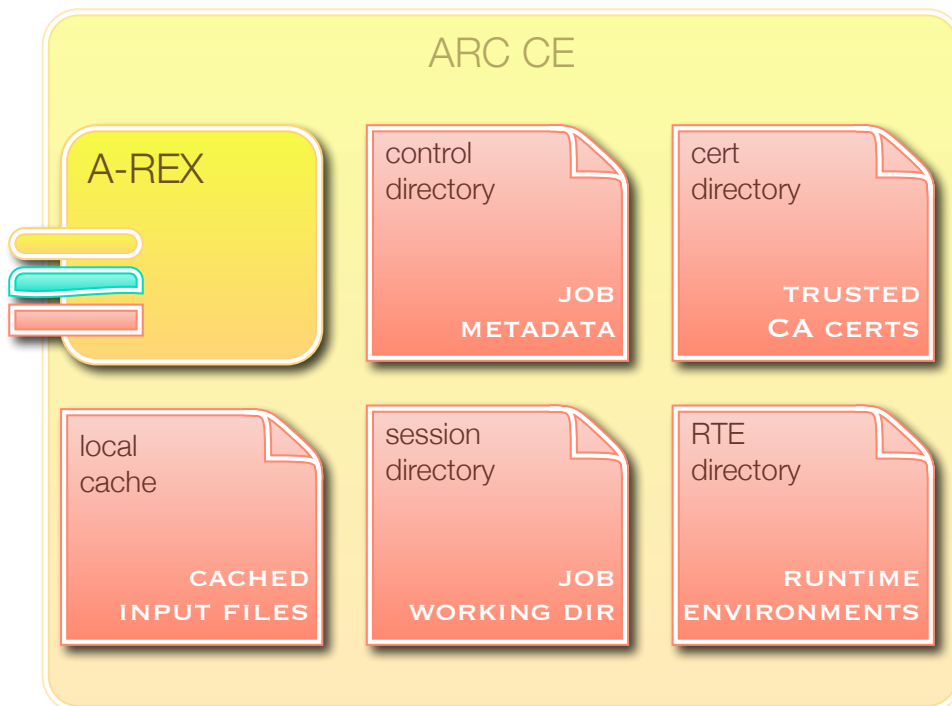 ARC CE
A-REX
control
directory
JOB
METADATA
cert
directory
TRUSTED
CA CERTS
local
cache
CACHED
INPUT FILES
session
directory
JOB
WORKING DIR
RTE
directory
RUNTIME
ENVIRONMENTS